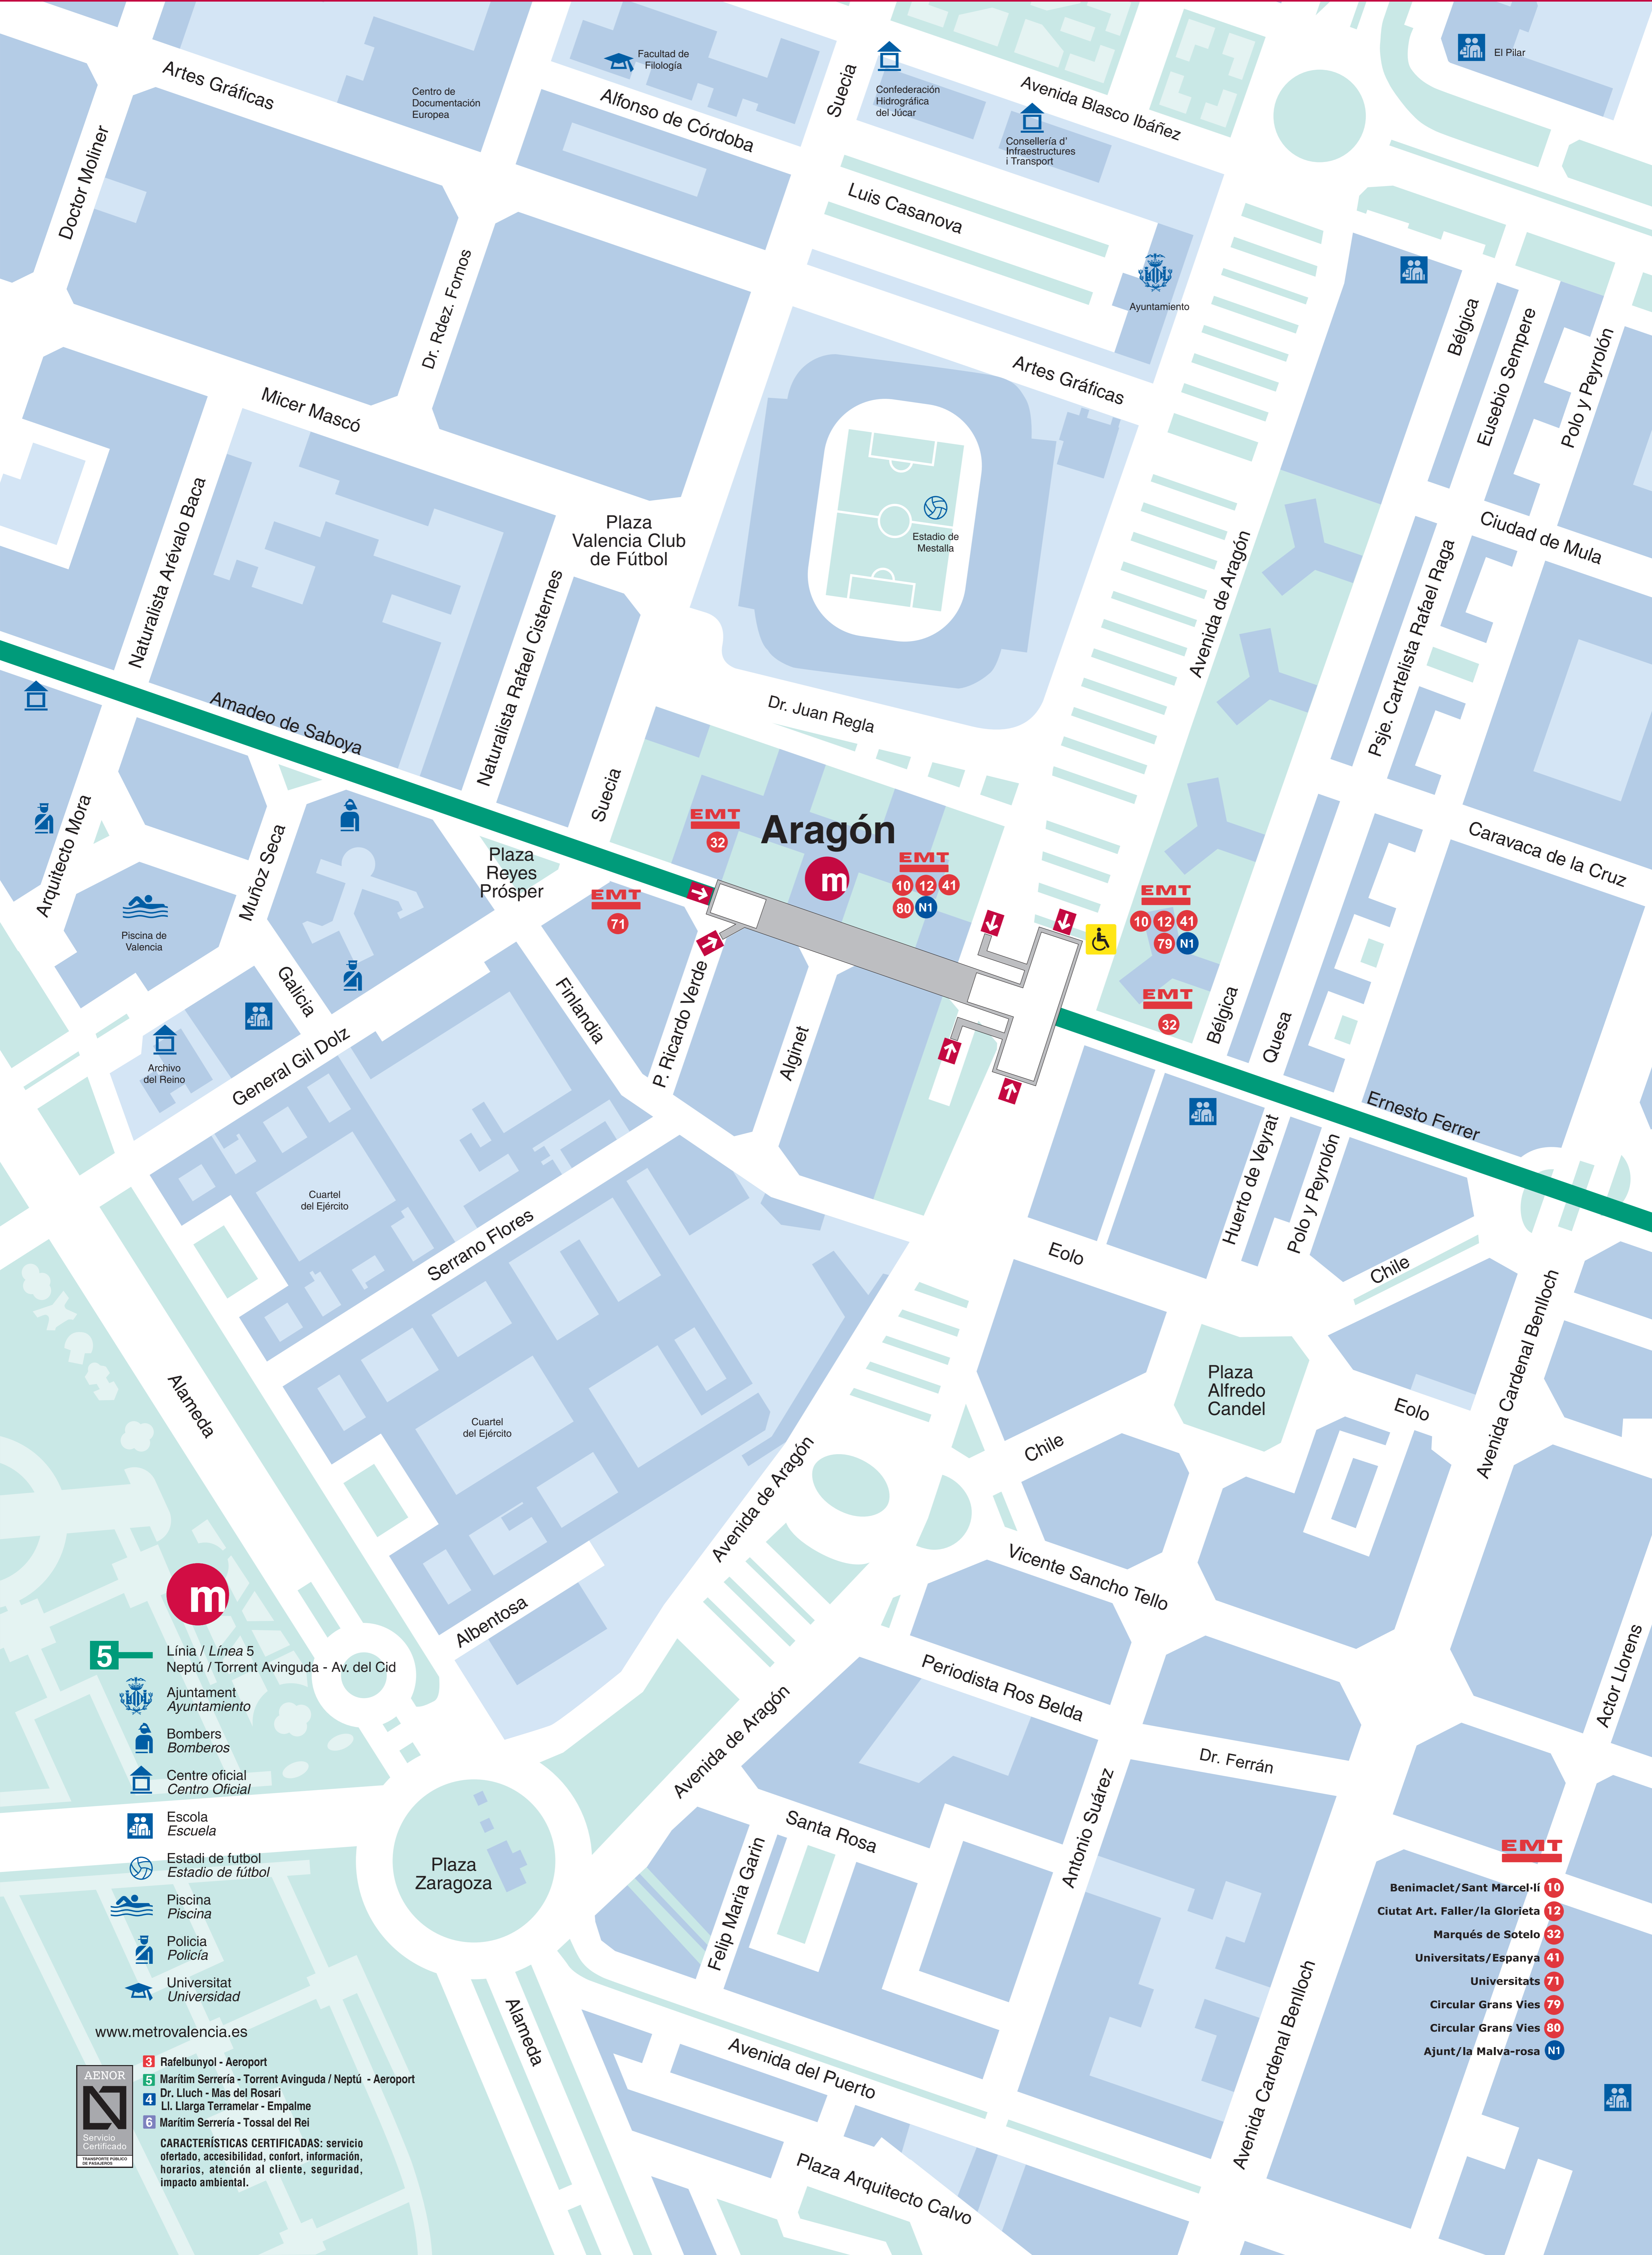 Artes Gráficas
Centro de
Documentación
Europea
Facultad de
Filología
Alfonso de Córdoba
Suecia
Confederación
Hidrográfica
del Júcar
Avenida Blasco Ibáñez
Consellería d'
Infraestructures
i Transport
El Pilar
Doctor Moliner
Luis Casanova
Dr. Rdez. Fornos
Ayuntamiento
Bélgica
Eusebio Sempere
Polo y Peyrolón
Artes Gráficas
Micer Mascó
Naturalista Arévalo Baca
Plaza
Valencia Club
de Fútbol
Estadio de
Mestalla
Ciudad de Mula
Avenida de Aragón
Psje. Cartelista Rafael Raga
Naturalista Rafael Cisternes
Amadeo de Saboya
Dr. Juan Regla
Suecia
Arquitecto Mora
Muñoz Seca
EMT
32
Aragón
m
Plaza
Reyes
Prósper
EMT
71
EMT
10 12 41
80 N1
EMT
10 12 41
79 N1
Caravaca de la Cruz
Piscina de
Valencia
Galicia
Finlandia
P. Ricardo Verde
Alginet
EMT
32
Bélgica
Quesa
Archivo
del Reino
General Gil Dolz
Ernesto Ferrer
Huerto de Veyrat
Polo y Peyrolón
Cuartel
del Ejército
Serrano Flores
Eolo
Chile
Avenida Cardenal Benlloch
Alameda
Plaza
Alfredo
Candel
Eolo
Cuartel
del Ejército
Chile
Avenida de Aragón
Vicente Sancho Tello
Albentosa
Actor Llorens
Periodista Ros Belda
Avenida de Aragón
Dr. Ferrán
Antonio Suárez
Santa Rosa
Felip Maria Garin
Plaza
Zaragoza
Alameda
Avenida del Puerto
Avenida Cardenal Benlloch
Plaza Arquitecto Calvo
m
5
Línia / Línea 5
Neptú / Torrent Avinguda - Av. del Cid
Ajuntament
Ayuntamiento
Bombers
Bomberos
Centre oficial
Centro Oficial
Escola
Escuela
Estadi de futbol
Estadio de fútbol
Piscina
Piscina
Policia
Policía
Universitat
Universidad
www.metrovalencia.es
3 Rafelbunyol - Aeroport
5 Marítim Serrería - Torrent Avinguda / Neptú - Aeroport
4 Dr. Lluch - Mas del Rosari
Ll. Llarga Terramelar - Empalme
6 Marítim Serrería - Tossal del Rei
CARACTERÍSTICAS CERTIFICADAS: servicio
ofertado, accesibilidad, confort, información,
horarios, atención al cliente, seguridad,
impacto ambiental.
AENOR
Servicio
Certificado
TRANSPORTE PÚBLICO
DE PASAJEROS
EMT
Benimaclet/Sant Marcel·lí 10
Ciutat Art. Faller/la Glorieta 12
Marqués de Sotelo 32
Universitats/Espanya 41
Universitats 71
Circular Grans Vies 79
Circular Grans Vies 80
Ajunt/la Malva-rosa N1